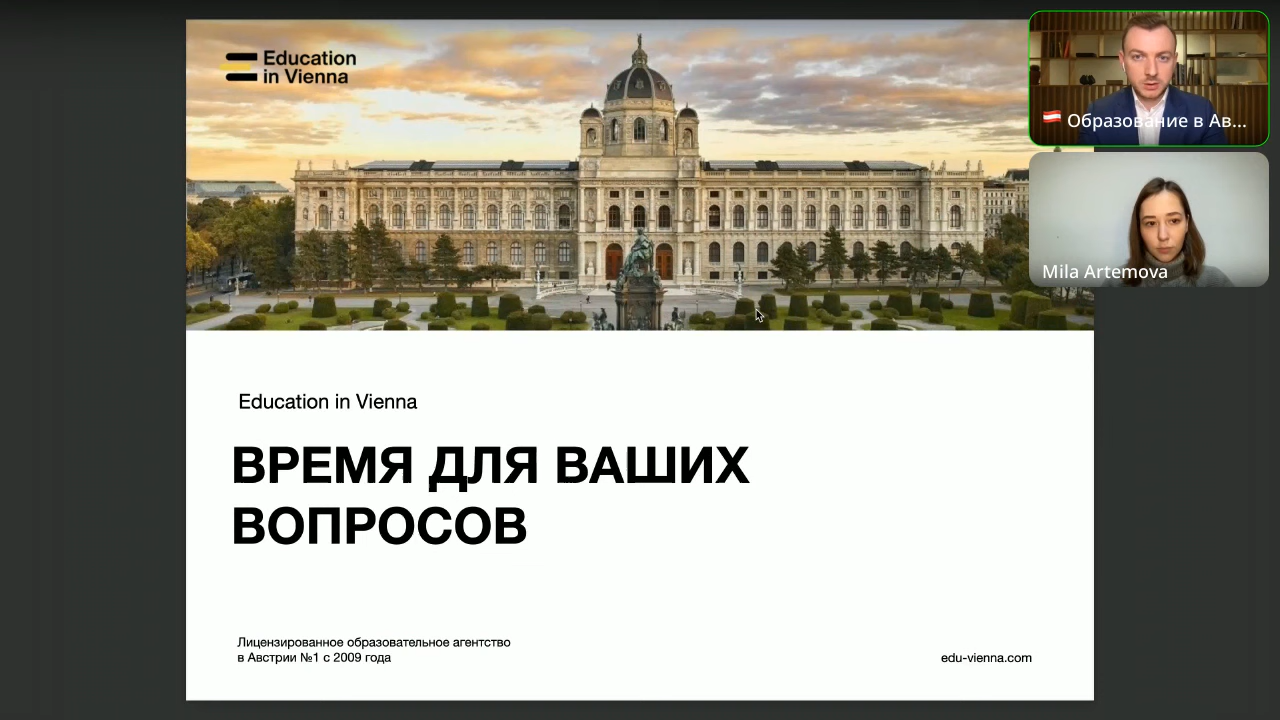 Education
in Vienna
Образование в Ав...
Mila Artemova
Education in Vienna
ВРЕМЯ ДЛЯ ВАШИХ
ВОПРОСОВ
Лицензированное образовательное агентство
в Австрии №1 с 2009 года
edu-vienna.com